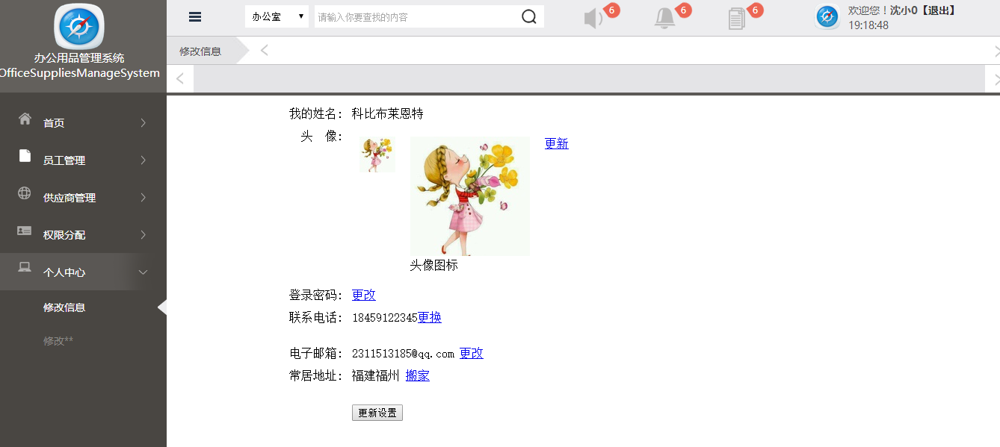 办公用品管理系统
OfficeSuppliesManageSystem
首页
员工管理
供应商管理
权限分配
个人中心
修改信息
修改**
办公室
请输入你要查找的内容
6
6
6
欢迎您！沈小0【退出】
19:18:48
修改信息
我的姓名： 科比布莱恩特
头 像：
更新
头像图标
登录密码： 更改
联系电话： 18459122345更换
电子邮箱： 2311513185@qq.com 更改
常居地址： 福建福州 搬家
更新设置